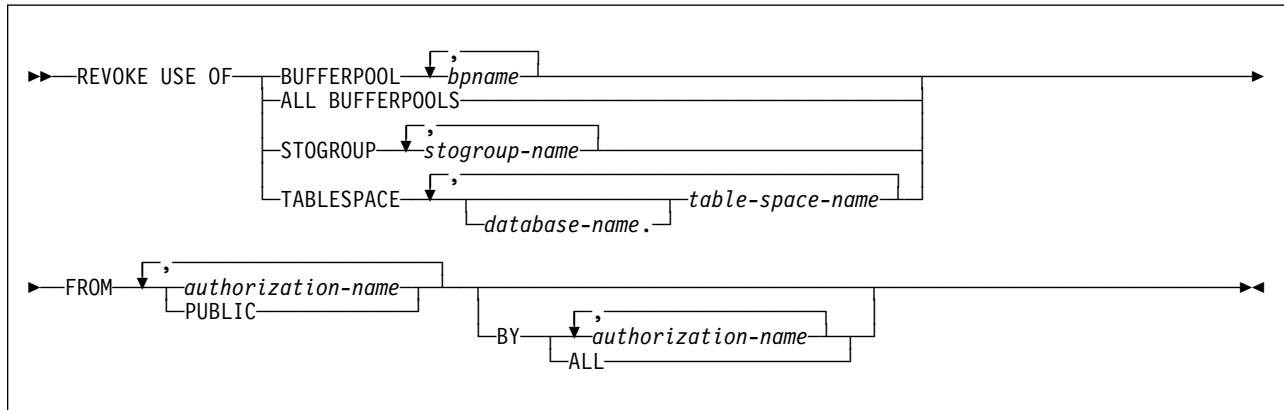 ,
REVOKE USE OF BUFFERPOOL bpname
ALL BUFFERPOOLS
,
STOGROUP stogroup-name
,
TABLESPACE table-space-name
database-name.
,
FROM authorization-name
PUBLIC
,
BY authorization-name
ALL